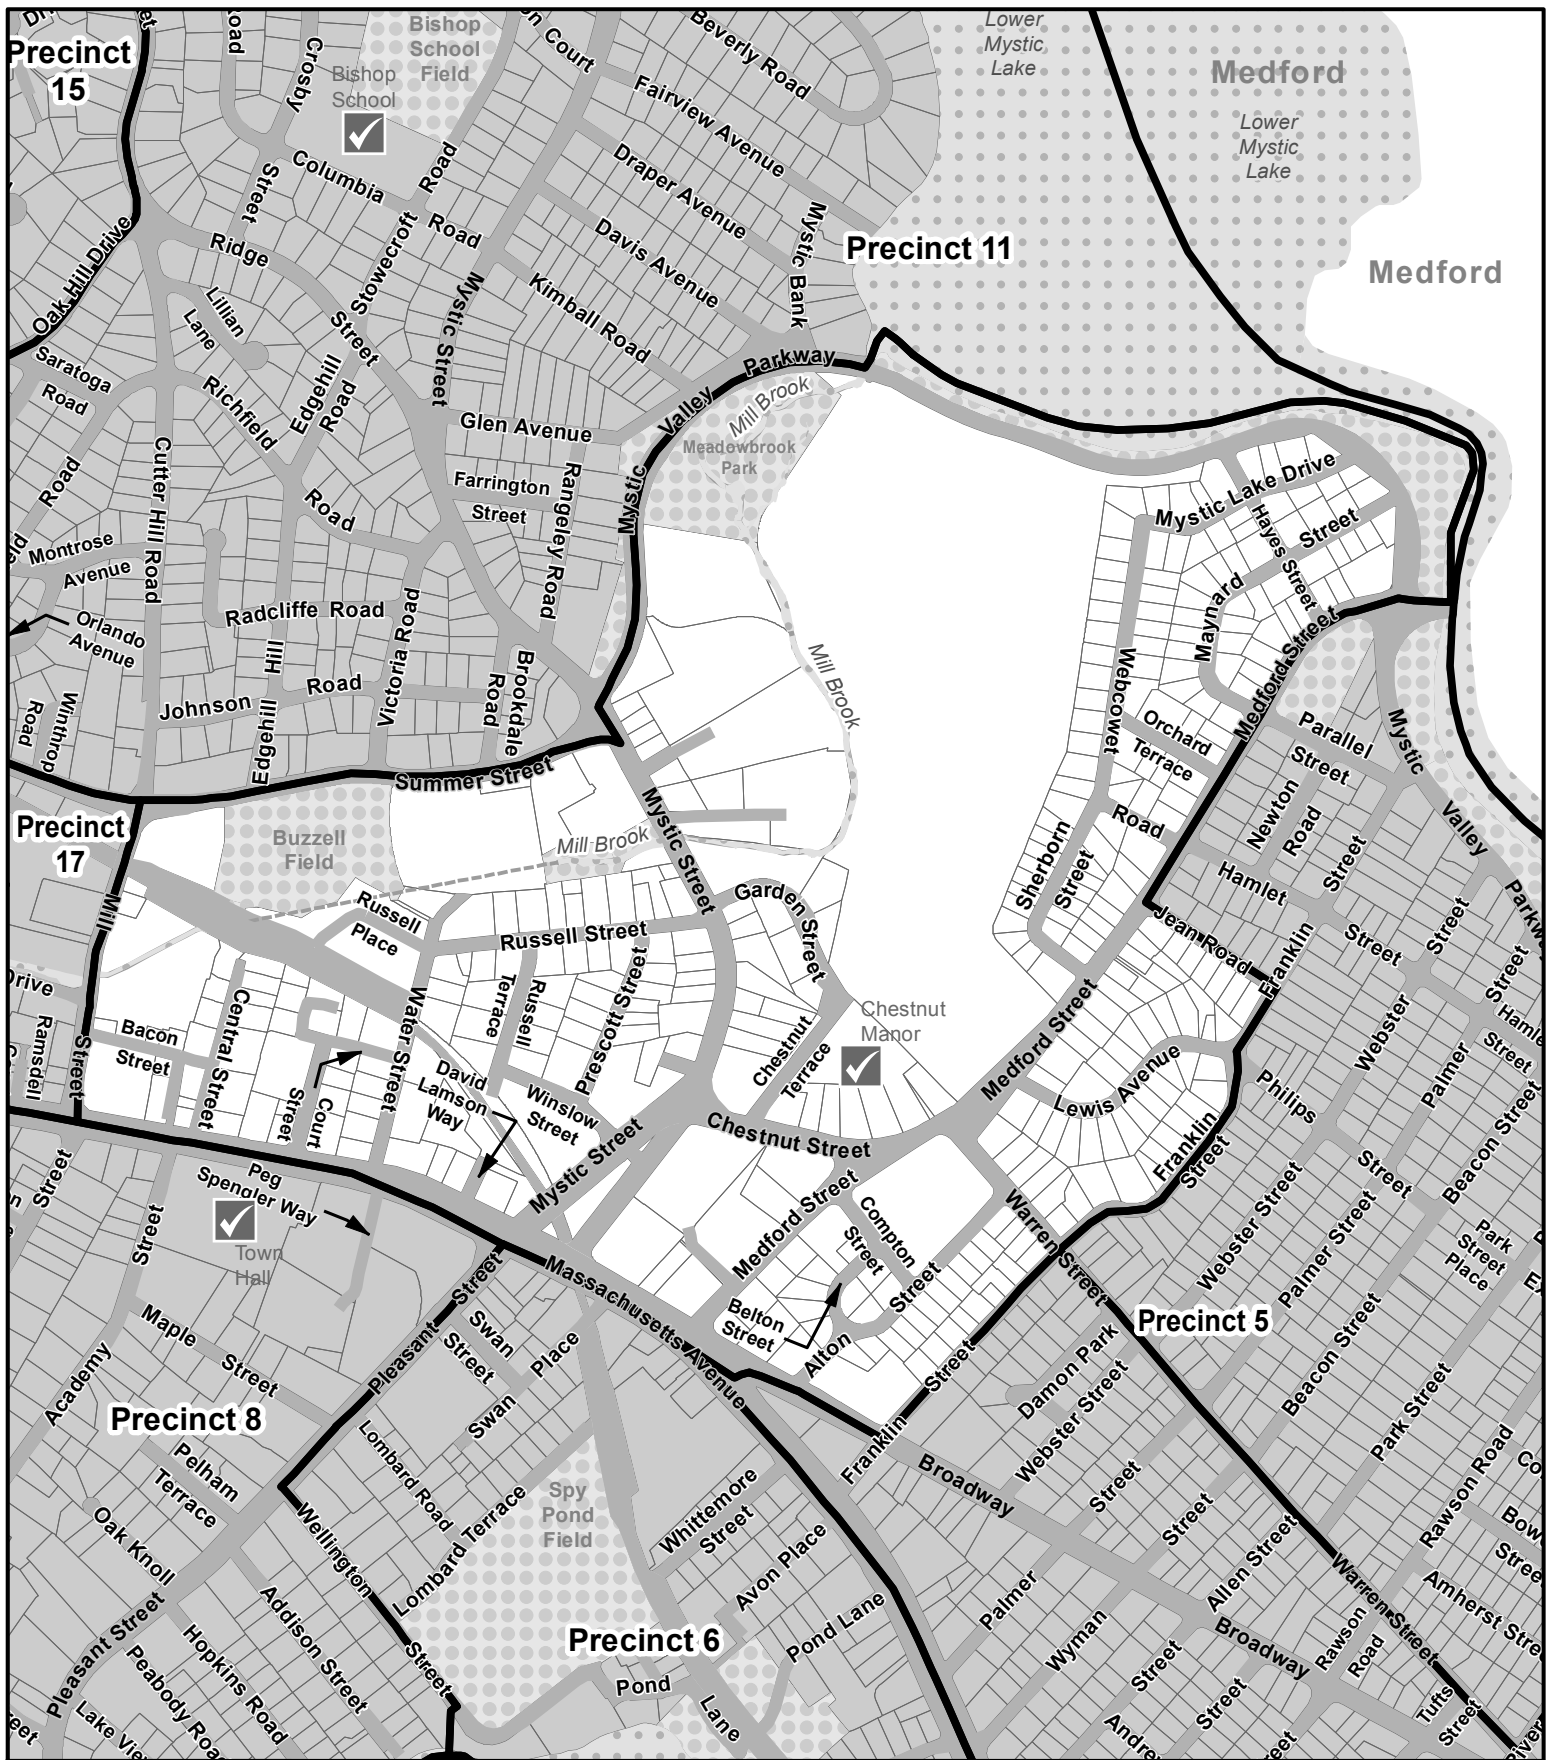 Precinct
15
Road
Crosby
Street
Bishop
School
Field
Bishop
School
Court
Beverly Road
Fairview Avenue
Draper Avenue
Davis Avenue
Mystic Bank
Kimball Road
Lower
Mystic
Lake
Medford
Lower
Mystic
Lake
Medford
Precinct 11
Columbia
Road
Stowecroft
Road
Mystic Street
Oak Hill Drive
Ridge
Street
Lillian
Lane
Saratoga
Road
Richfield
Road
Edgehill
Road
Glen Avenue
Farrington
Street
Rangeley Road
Mystic
Valley
Parkway
Mill Brook
Meadowbrook
Park
Cutter Hill Road
Road
Montrose
Avenue
Orlando
Avenue
Radcliffe Road
Victoria Road
Edgehill
Hill
Johnson
Road
Brookdale
Road
Winthrop
Road
Summer Street
Mystic Lake Drive
Hayes Street
Maynard
Street
Medford Street
Webcowet
Road
Orchard
Terrace
Sherborn
Street
Parallel
Street
Newton
Road
Mystic
Valley
Parkway
Hamlet
Street
Street
Hamlet
Street
Jean Road
Franklin
Mill Brook
Mill Brook
Precinct
17
Buzzell
Field
Mill
Street
Drive
Ramsdell
Bacon
Street
Central Street
Russell
Place
Russell Street
Russell
Terrace
Prescott Street
Water Street
Court
Street
David
Lamson
Way
Winslow
Street
Mystic Street
Mystic Street
Garden Street
Chestnut
Terrace
Chestnut
Manor
Chestnut Street
Medford Street
Medford Street
Lewis Avenue
Franklin
Street
Philips
Street
Webster
Street
Palmer
Street
Beacon Street
Park
Street
Place
Compton
Street
Belton
Street
Alton
Street
Warren Street
Webster Street
Palmer Street
Beacon Street
Precinct 5
Damon Park
Webster Street
Park Street
Franklin
Street
Broadway
Massachusetts Avenue
Peg
Spengler Way
Town
Hall
Street
Academy
Street
Maple
Street
Pleasant
Street
Swan
Street
Swan
Place
Precinct 8
Pelham
Terrace
Oak Knoll
Lombard Road
Lombard Terrace
Wellington
Street
Addison Street
Hopkins Road
Peabody Roa
Lake Vie
Pleasant Street
Spy
Pond
Field
Whittemore
Street
Avon Place
Pond Lane
Precinct 6
Pond
Lane
Palmer
Street
Wyman
Street
Street
Allen Street
Broadway
Rawson Road
Rawson
Road
Warren Street
Amherst Stre
Tufts
Street
Street
Andre